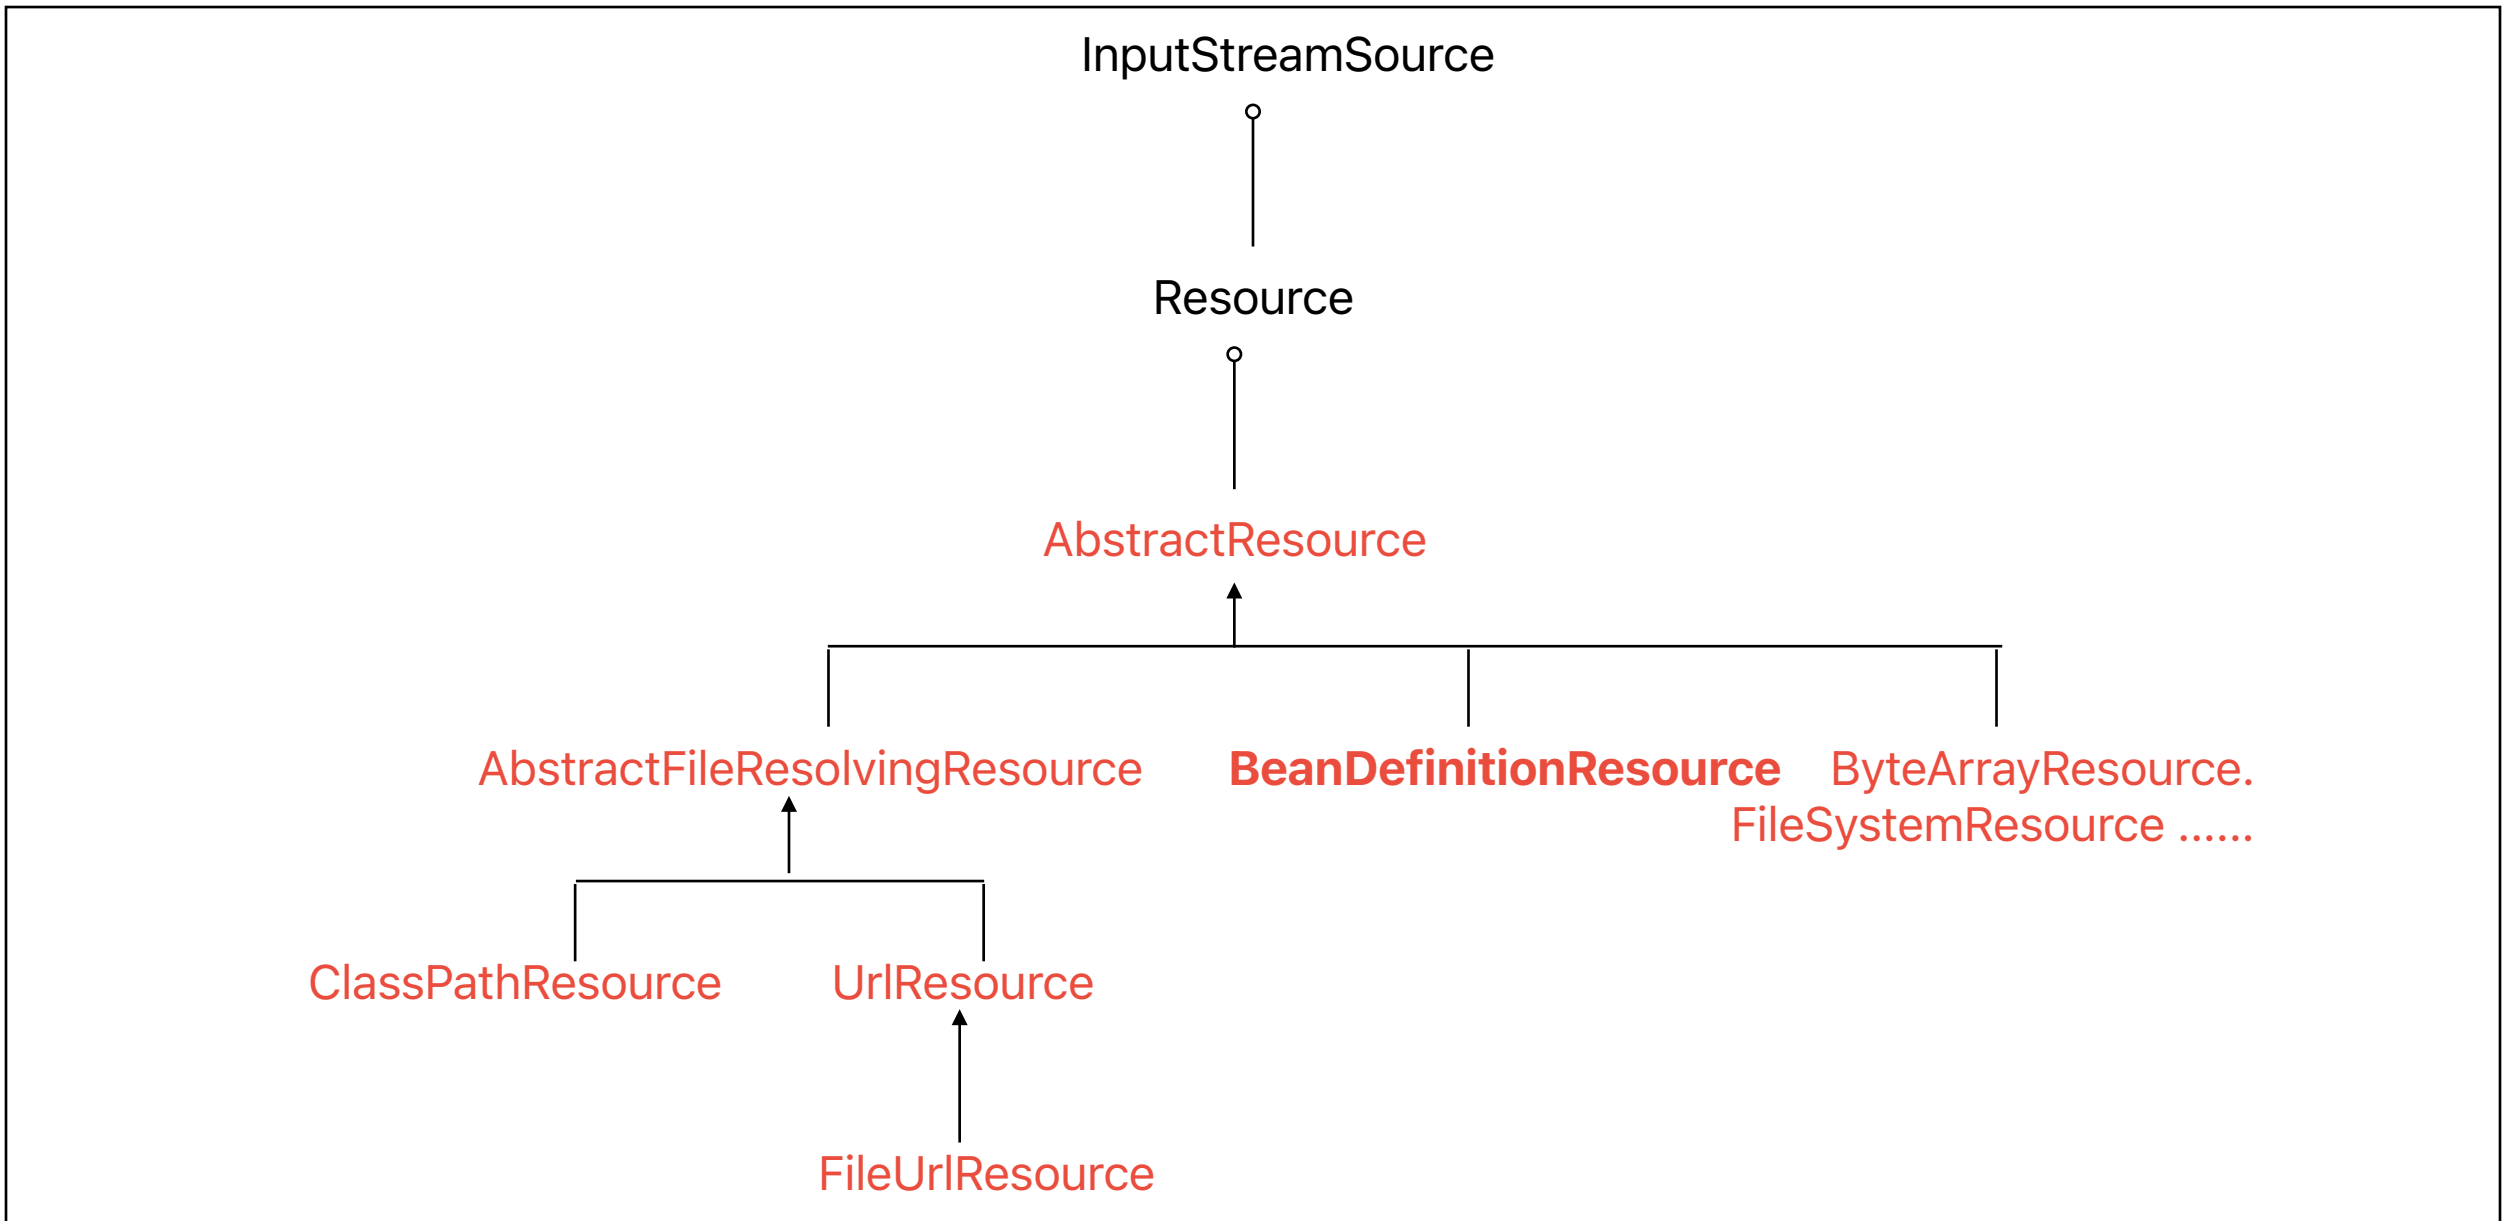 InputStreamSource
Resource
AbstractResource
AbstractFileResolvingResource
BeanDefinitionResource
ByteArrayResource.
FileSystemResource ......
ClassPathResource
UrlResource
FileUrlResource